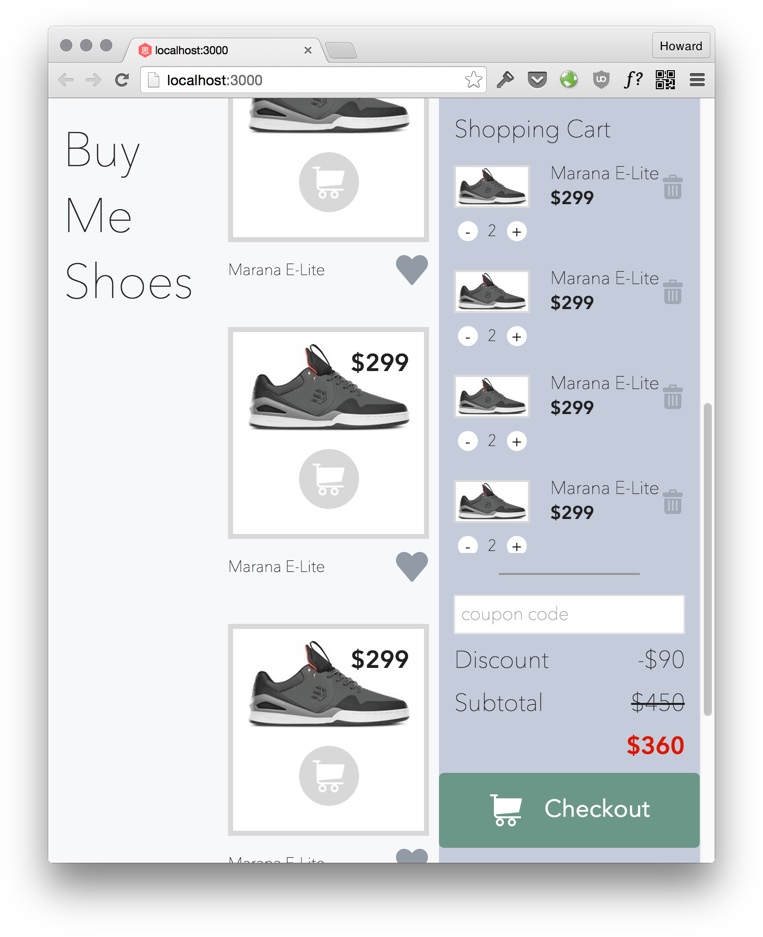 localhost:3000
Howard
localhost:3000
f?
Buy
Me
Shoes
Marana E-Lite
$299
Marana E-Lite
$299
Marana E-Lite
Shopping Cart
Marana E-Lite
$299
- 2 +
Marana E-Lite
$299
- 2 +
Marana E-Lite
$299
- 2 +
Marana E-Lite
$299
- 2 +
coupon code
Discount -$90
Subtotal $450
$360
Checkout